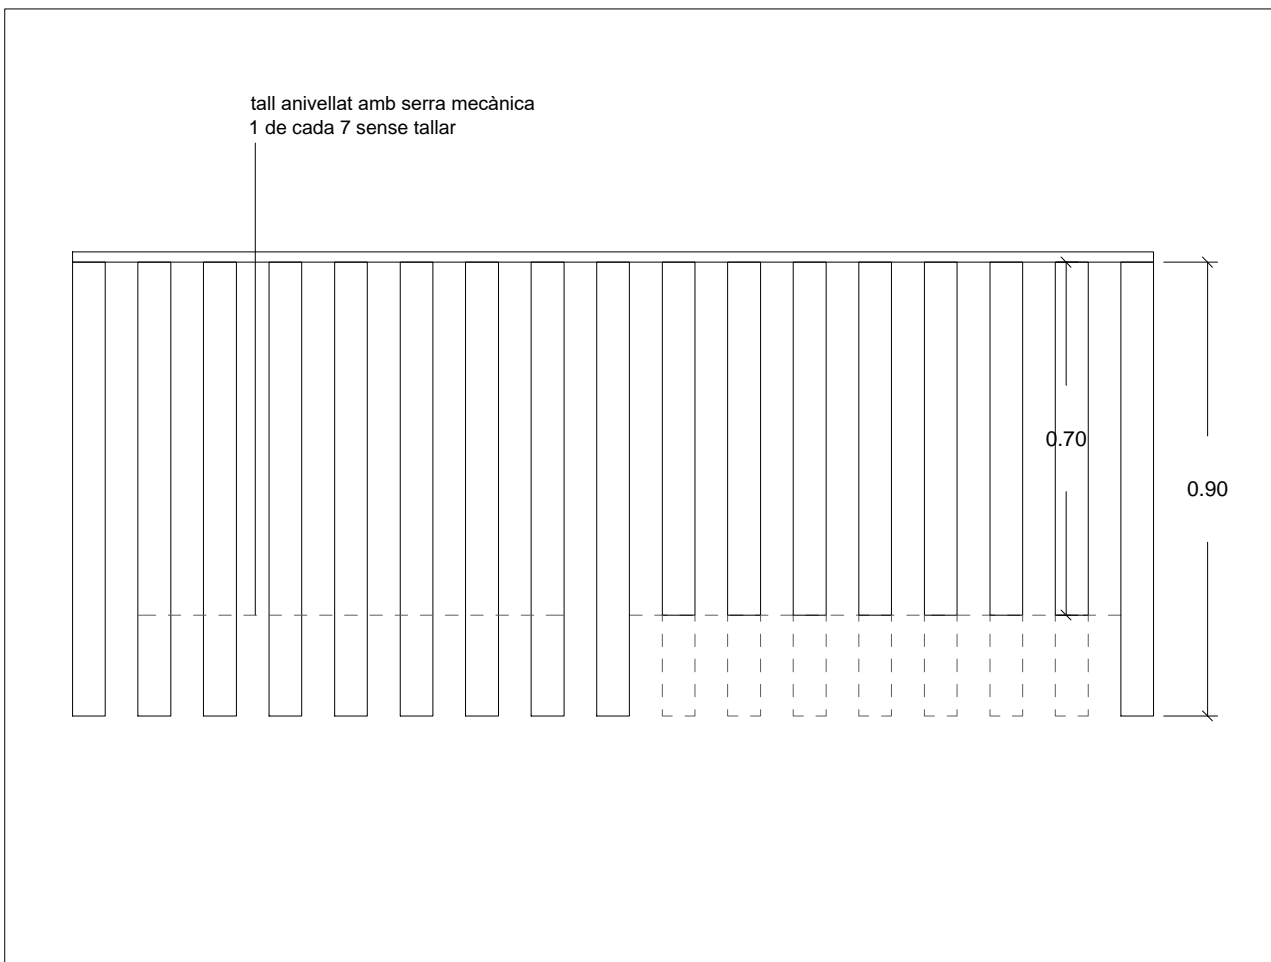 tall anivellat amb serra mecànica
1 de cada 7 sense tallar
0.70
0.90